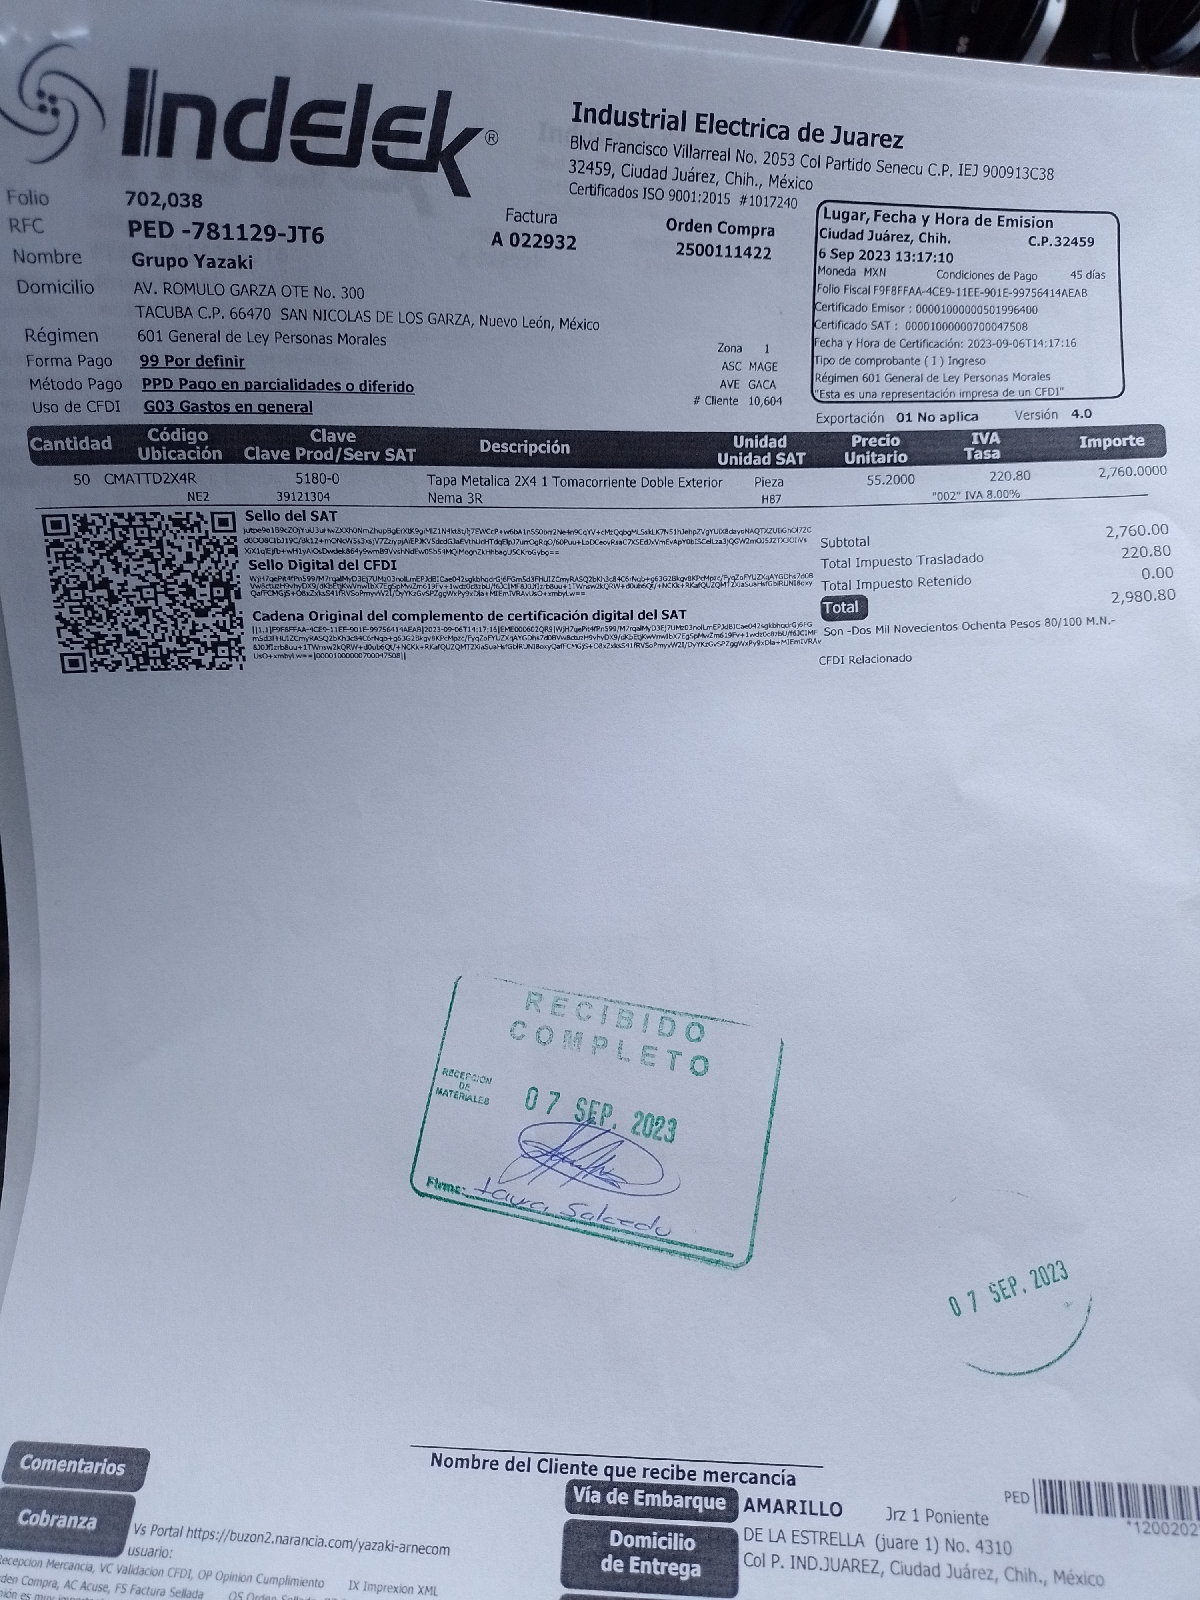 Indelek®
Industrial Electrica de Juarez
Blvd Francisco Villarreal No. 2053 Col Partido Senecu C.P. IEJ 900913C38
32459, Ciudad Juárez, Chih., México
Certificados ISO 9001:2015 #1017240
Folio 702,038
RFC PED -781129-JT6
Nombre Grupo Yazaki
Domicilio AV. ROMULO GARZA OTE No. 300
TACUBA C.P. 66470 SAN NICOLAS DE LOS GARZA, Nuevo León, México
Régimen 601 General de Ley Personas Morales
Forma Pago 99 Por definir
Método Pago PPD Pago en parcialidades o diferido
Uso de CFDI G03 Gastos en general
Factura
A 022932
Orden Compra
2500111422
Zona 1
ASC MAGE
AVE GACA
# Cliente 10,604
Lugar, Fecha y Hora de Emision
Ciudad Juárez, Chih. C.P.32459
6 Sep 2023 13:17:10
Moneda MXN Condiciones de Pago 45 días
Folio Fiscal F9F8FFAA-4CE9-11EE-901E-99756414AEAB
Certificado Emisor : 00001000000501996400
Certificado SAT : 00001000000700047508
Fecha y Hora de Certificación: 2023-09-06T14:17:16
Tipo de comprobante ( I ) Ingreso
Régimen 601 General de Ley Personas Morales
"Esta es una representación impresa de un CFDI"
Exportación 01 No aplica Versión 4.0
Cantidad Código Ubicación Clave Clave Prod/Serv SAT Descripción Unidad Unidad SAT Precio Unitario IVA Tasa Importe
50 CMATTD2X4R 5180-0 Tapa Metalica 2X4 1 Tomacorriente Doble Exterior Pieza 55.2000 220.80 2,760.0000
NE2 39121304 Nema 3R H87 "002" IVA 8.00%
Sello del SAT
Sello Digital del CFDI
Cadena Original del complemento de certificación digital del SAT
Subtotal 2,760.00
Total Impuesto Trasladado 220.80
Total Impuesto Retenido 0.00
Total 2,980.80
Son -Dos Mil Novecientos Ochenta Pesos 80/100 M.N.-
CFDI Relacionado
RECIBIDO
COMPLETO
RECEPCION
DE
MATERIALES
07 SEP. 2023
Firma: Laura Salcedo
07 SEP. 2023
Nombre del Cliente que recibe mercancía
Comentarios
Vía de Embarque AMARILLO Jrz 1 Poniente PED
*1200202
Cobranza
Vs Portal https://buzon2.narancia.com/yazaki-arnecom
usuario:
Domicilio de Entrega
DE LA ESTRELLA (juare 1) No. 4310
Col P. IND.JUAREZ, Ciudad Juárez, Chih., México
Recepcion Mercancia, VC Validacion CFDI, OP Opinion Cumplimiento IX Imprexion XML
den Compra, AC Acuse, FS Factura Sellada